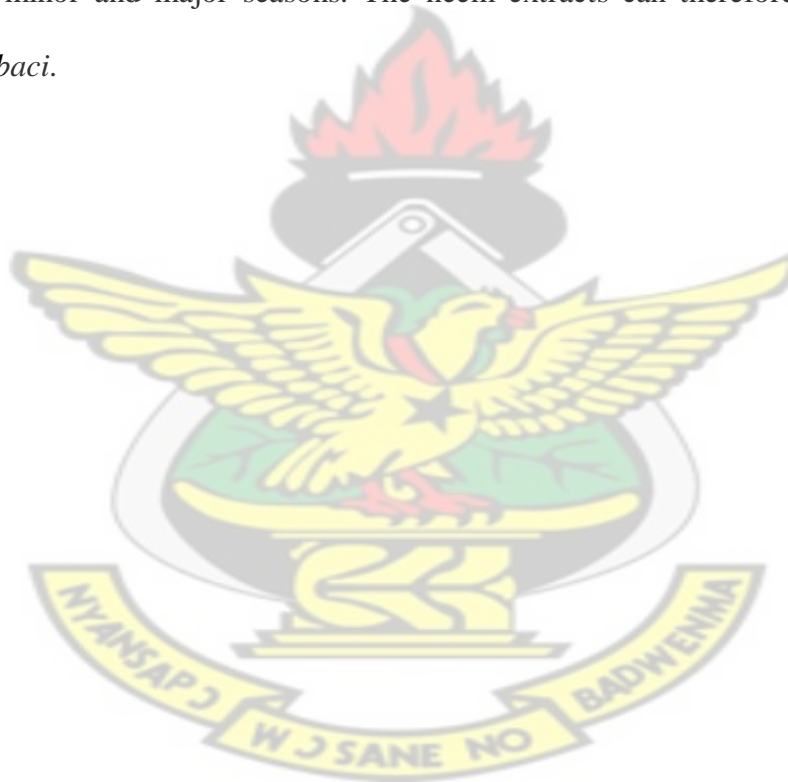 minor and major seasons. The neem extracts can therefore
baci.
NYANSAPƆ WƆSANE NO BADWENMA